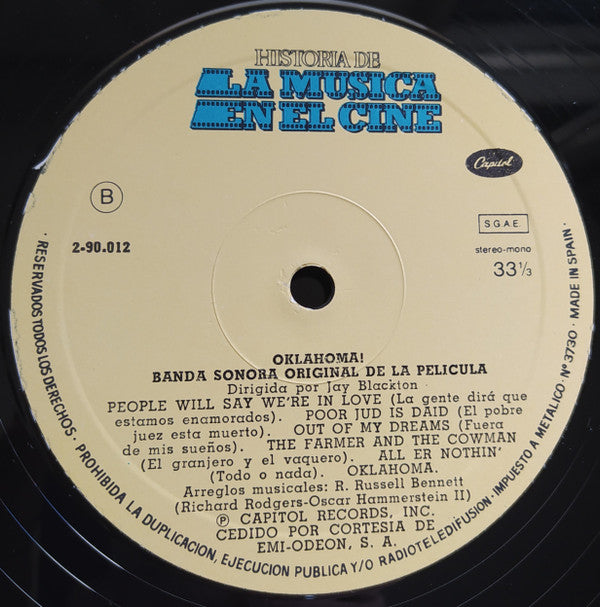 HISTORIA DE
LA MUSICA
EN EL CINE
Capitol
B
S.G.A.E.
2-90.012
stereo-mono
33 1/3
OKLAHOMA!
BANDA SONORA ORIGINAL DE LA PELICULA
Dirigida por Jay Blackton
PEOPLE WILL SAY WE'RE IN LOVE (La gente dirá que
estamos enamorados). POOR JUD IS DAID (El pobre
juez esta muerto). OUT OF MY DREAMS (Fuera
de mis sueños). THE FARMER AND THE COWMAN
(El granjero y el vaquero). ALL ER NOTHIN'
(Todo o nada). OKLAHOMA.
Arreglos musicales: R. Russell Bennett
(Richard Rodgers-Oscar Hammerstein II)
Ⓟ CAPITOL RECORDS, INC.
CEDIDO POR CORTESIA DE
EMI-ODEON, S. A.
· RESERVADOS TODOS LOS DERECHOS · PROHIBIDA LA DUPLICACION, EJECUCION PUBLICA Y/O RADIOTELEDIFUSION · IMPUESTO A METALICO · Nº 3730 · MADE IN SPAIN ·